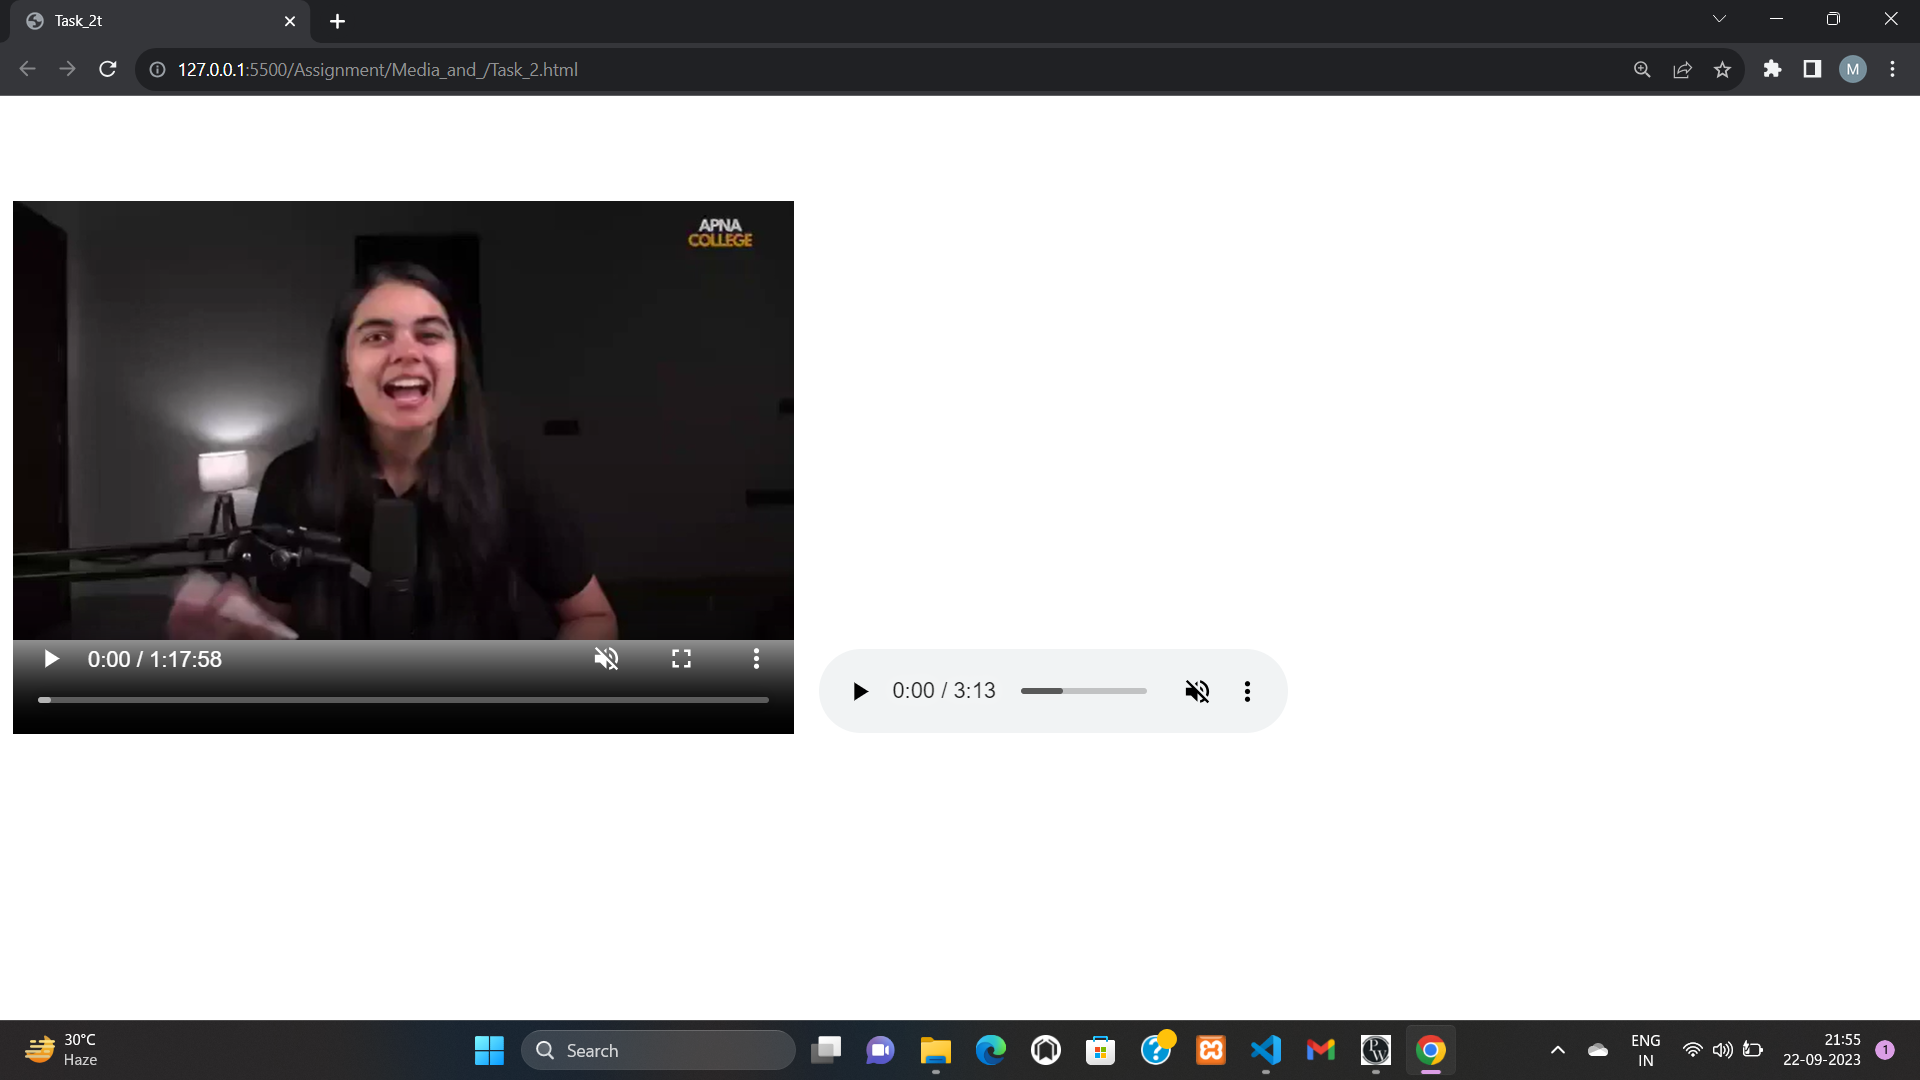 Task_2t
127.0.0.1:5500/Assignment/Media_and_/Task_2.html
M
APNA
COLLEGE
0:00 / 1:17:58
0:00 / 3:13
30°C
Haze
Search
PW
ENG
IN
21:55
22-09-2023
1